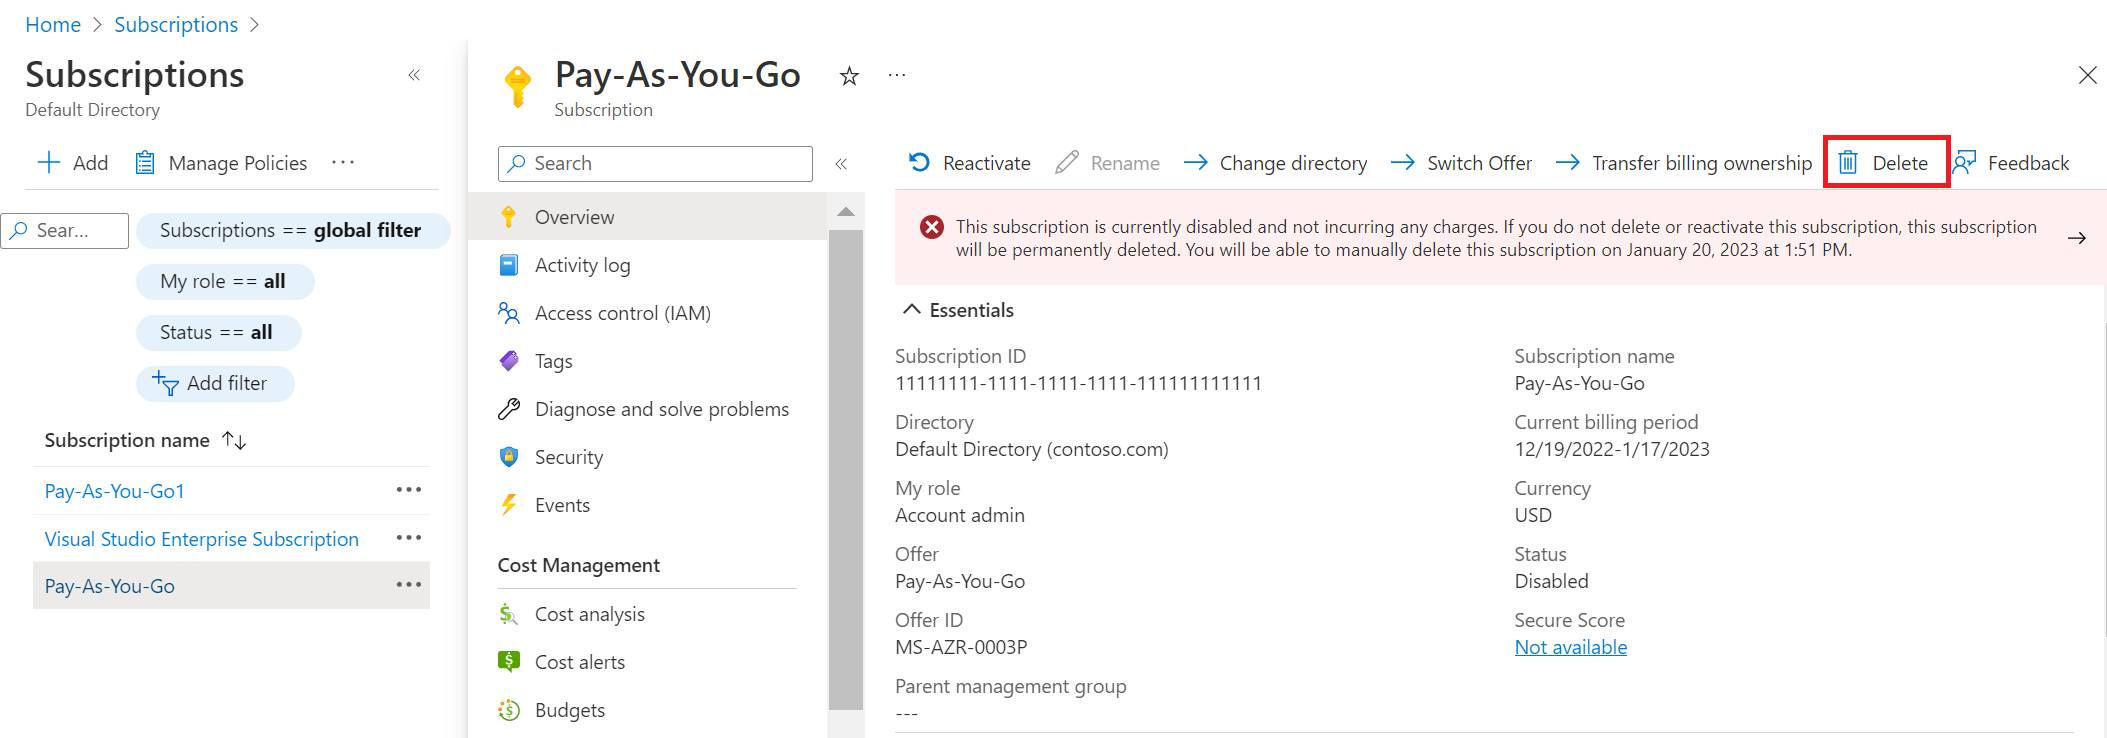 Home > Subscriptions >
Subscriptions «
Default Directory
Add Manage Policies ···
Sear...
Subscriptions == global filter
My role == all
Status == all
Add filter
Subscription name ↑↓
Pay-As-You-Go1 •••
Visual Studio Enterprise Subscription •••
Pay-As-You-Go •••
Pay-As-You-Go ···
Subscription
Search «
Overview
Activity log
Access control (IAM)
Tags
Diagnose and solve problems
Security
Events
Cost Management
Cost analysis
Cost alerts
Budgets
Reactivate Rename Change directory Switch Offer Transfer billing ownership Delete Feedback
This subscription is currently disabled and not incurring any charges. If you do not delete or reactivate this subscription, this subscription
will be permanently deleted. You will be able to manually delete this subscription on January 20, 2023 at 1:51 PM.
Essentials
Subscription ID
11111111-1111-1111-1111-111111111111
Directory
Default Directory (contoso.com)
My role
Account admin
Offer
Pay-As-You-Go
Offer ID
MS-AZR-0003P
Parent management group
---
Subscription name
Pay-As-You-Go
Current billing period
12/19/2022-1/17/2023
Currency
USD
Status
Disabled
Secure Score
Not available